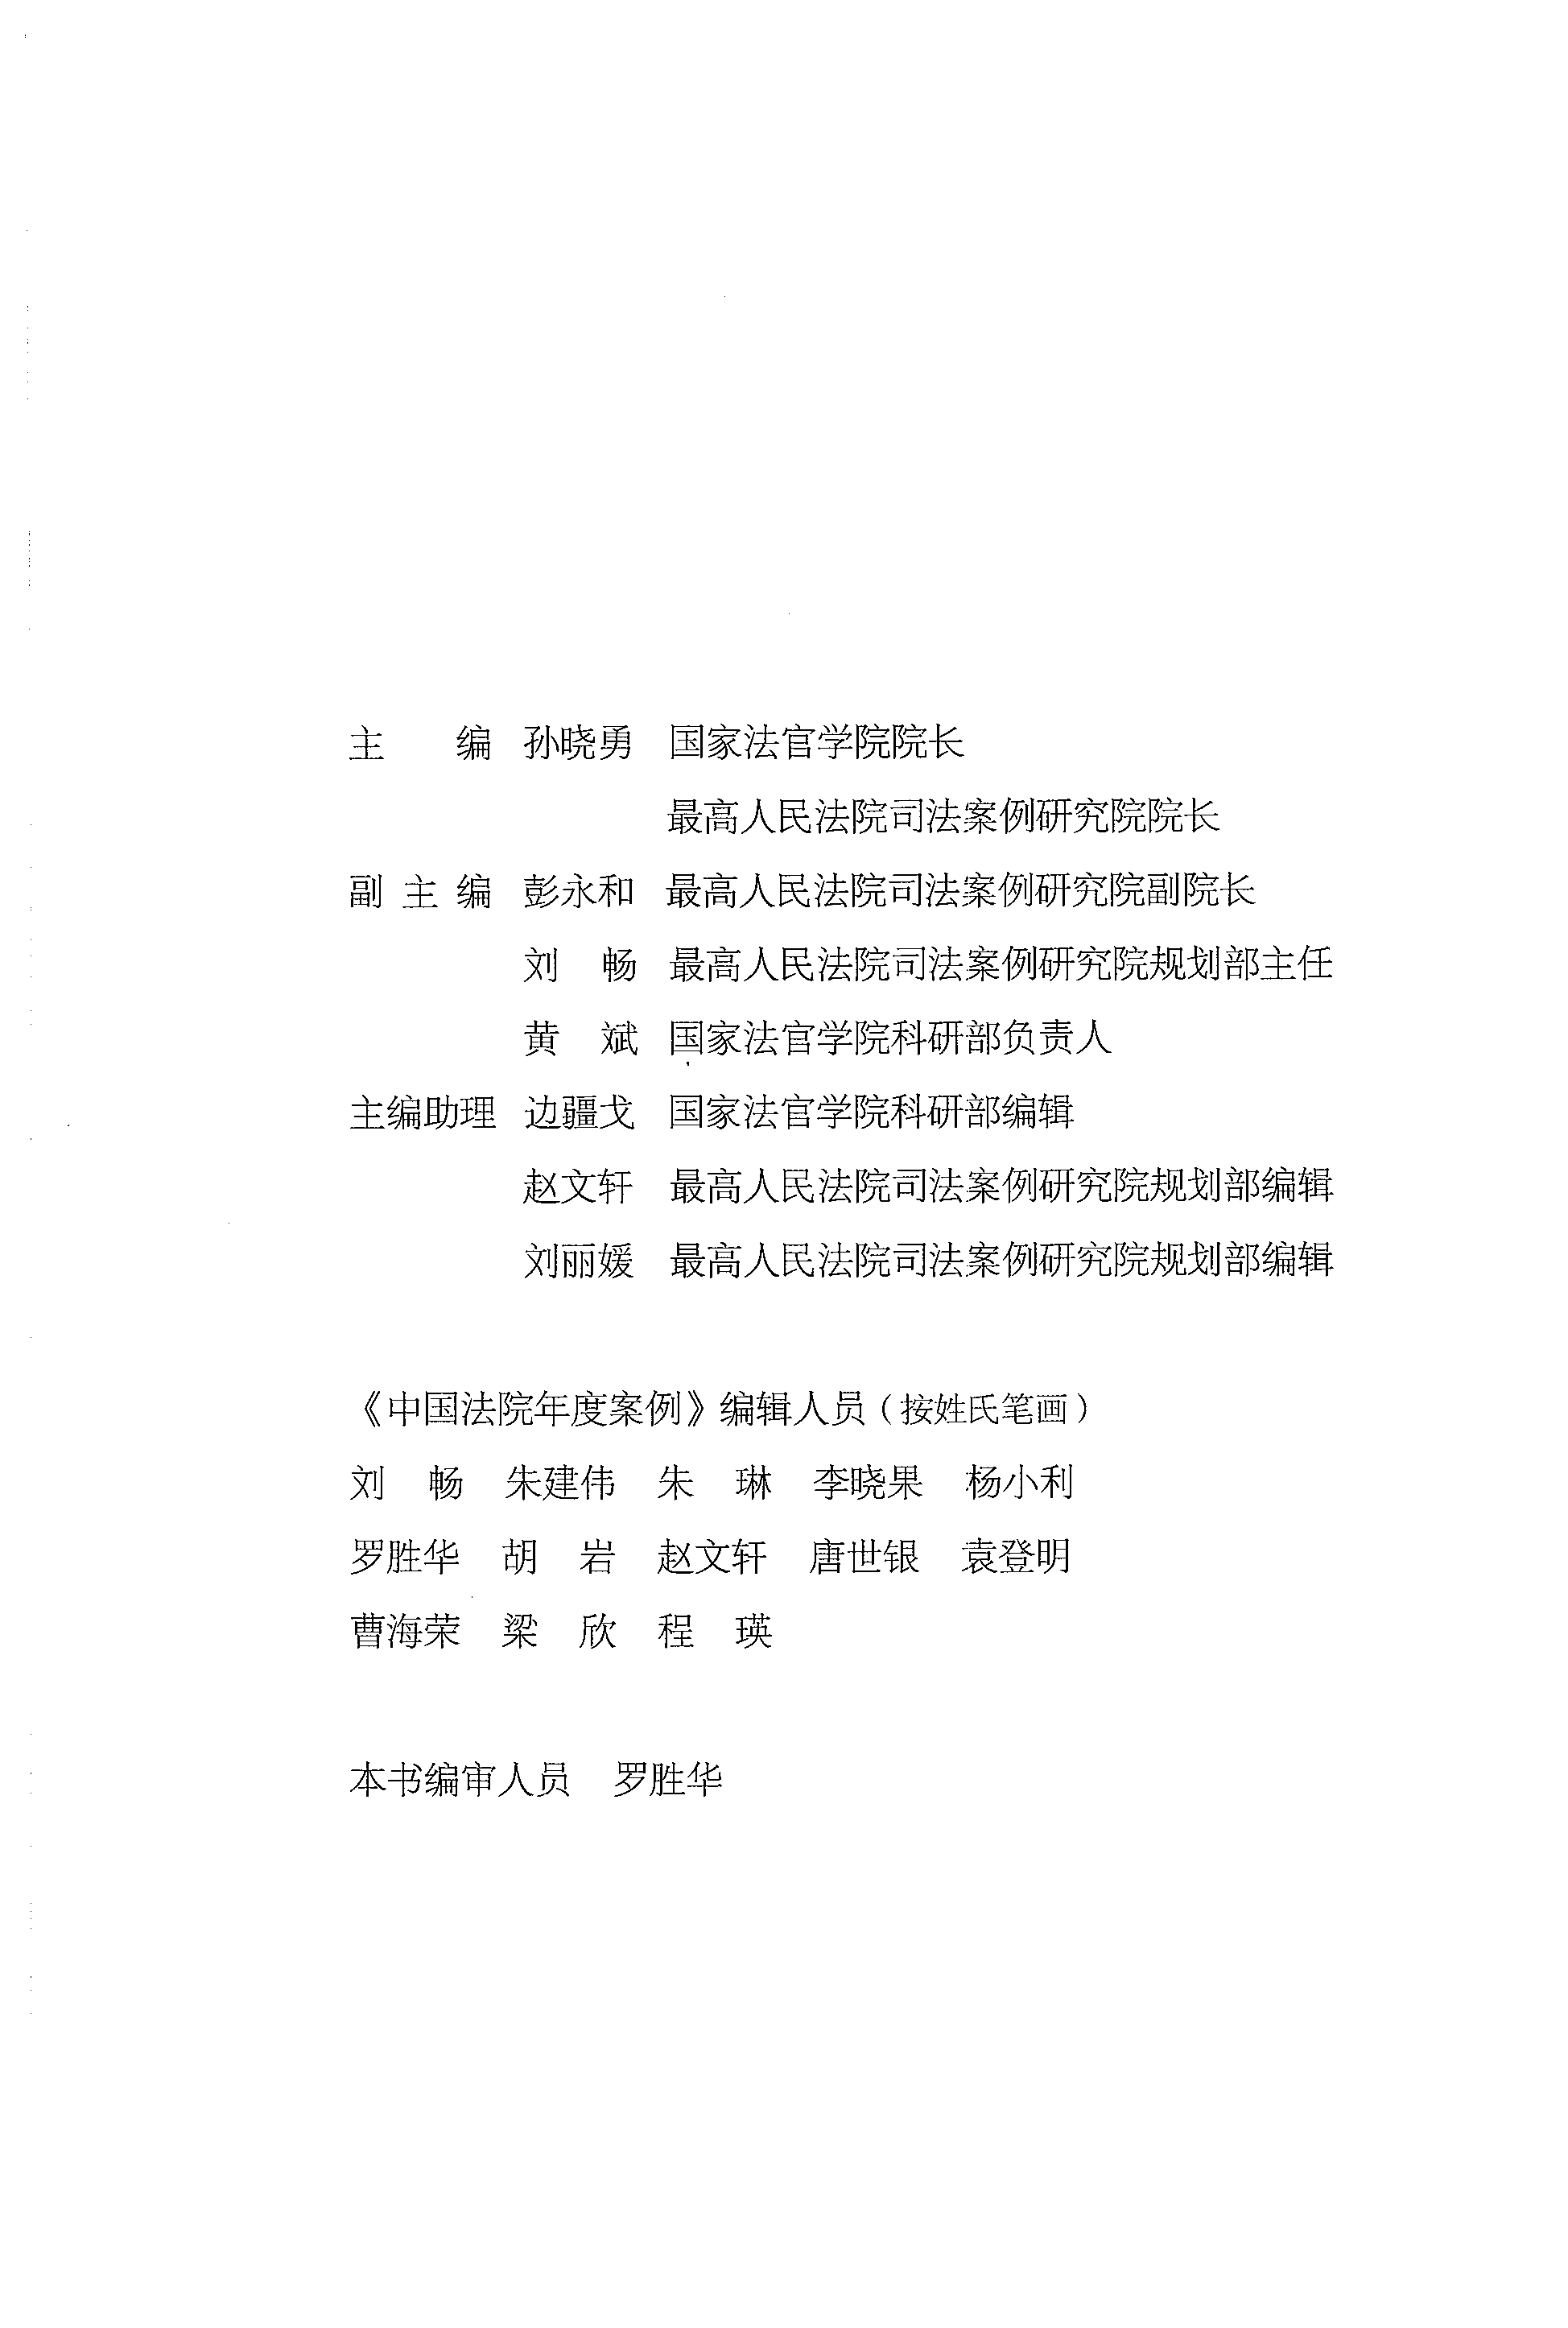 主　　编　孙晓勇　国家法官学院院长
最高人民法院司法案例研究院院长
副 主 编　彭永和　最高人民法院司法案例研究院副院长
刘　畅　最高人民法院司法案例研究院规划部主任
黄　斌　国家法官学院科研部负责人
主编助理　边疆戈　国家法官学院科研部编辑
赵文轩　最高人民法院司法案例研究院规划部编辑
刘丽媛　最高人民法院司法案例研究院规划部编辑
《中国法院年度案例》编辑人员（按姓氏笔画）
刘　畅　朱建伟　朱　琳　李晓果　杨小利
罗胜华　胡　岩　赵文轩　唐世银　袁登明
曹海荣　梁　欣　程　瑛
本书编审人员　罗胜华